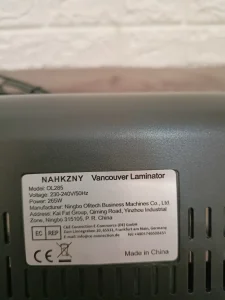 NAHKZNY Vancouver Laminator
Model: OL285
Voltage: 230-240V/50Hz
Power: 265W
Manufacturer: Ningbo Olitech Business Machines Co., Ltd.
Address: Kai Fat Group, Qiming Road, Yinzhou Industrial
Zone, Ningbo 315105, P. R. China
EC REP
GmbH
Made in China